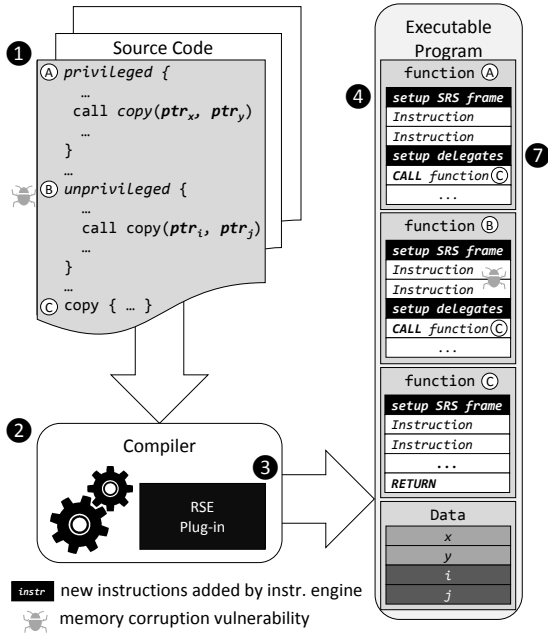 1
Source Code
A privileged {
…
call copy(ptrx, ptry)
…
}
…
B unprivileged {
…
call copy(ptri, ptrj)
…
}
…
C copy { … }
2
Compiler
3
RSE
Plug-in
instr new instructions added by instr. engine
memory corruption vulnerability
Executable
Program
function A
4
setup SRS frame
Instruction
Instruction
setup delegates
7
CALL function C
...
function B
setup SRS frame
Instruction
Instruction
setup delegates
CALL function C
...
function C
setup SRS frame
Instruction
Instruction
...
RETURN
Data
x
y
i
j